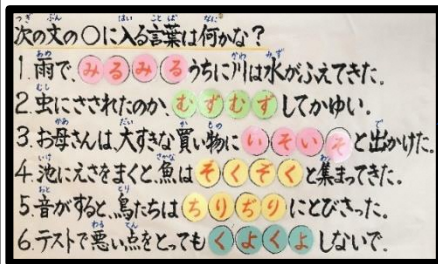 次の文の○に入る言葉は何かな?
1.雨で、みるみるうちに川は水がふえてきた。
2.虫にさされたのか、むずむずしてかゆい。
3.お母さんは、大すきな買い物にいそいそと出かけた。
4.池にえさをまくと、魚はぞくぞくと集まってきた。
5.音がすると、鳥たちはちりぢりにとびさった。
6.テストで悪い点をとってもくよくよしないで。